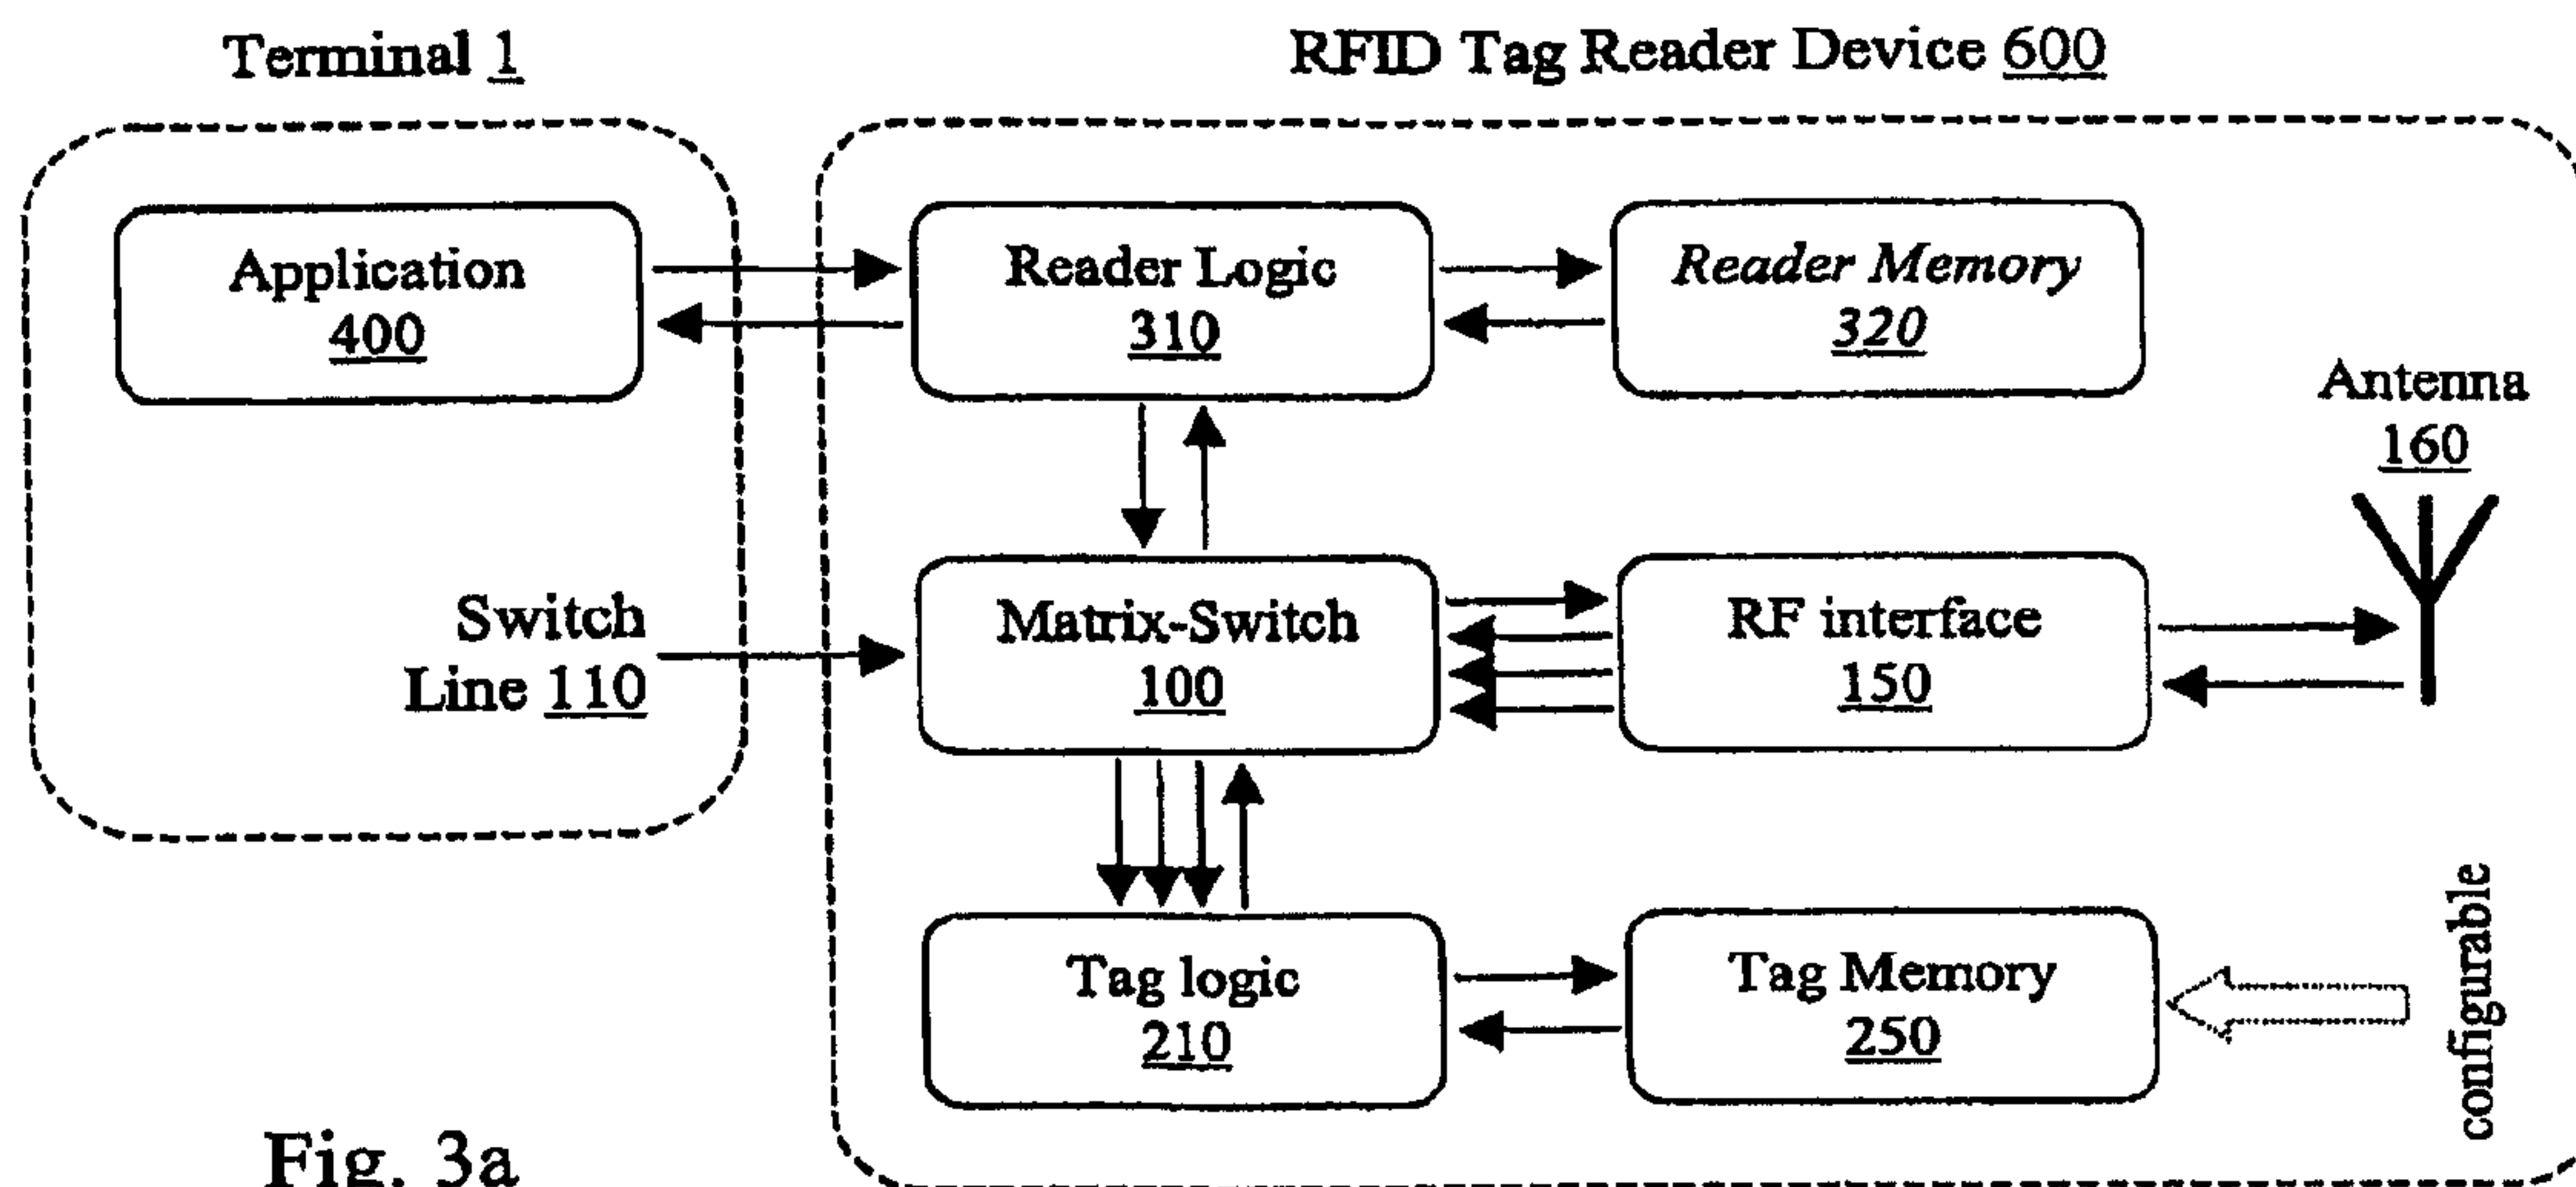 Terminal 1
RFID Tag Reader Device 600
Application
400
Reader Logic
310
Reader Memory
320
Antenna
160
Switch
Line 110
Matrix-Switch
100
RF interface
150
Tag logic
210
Tag Memory
250
configurable
Fig. 3a